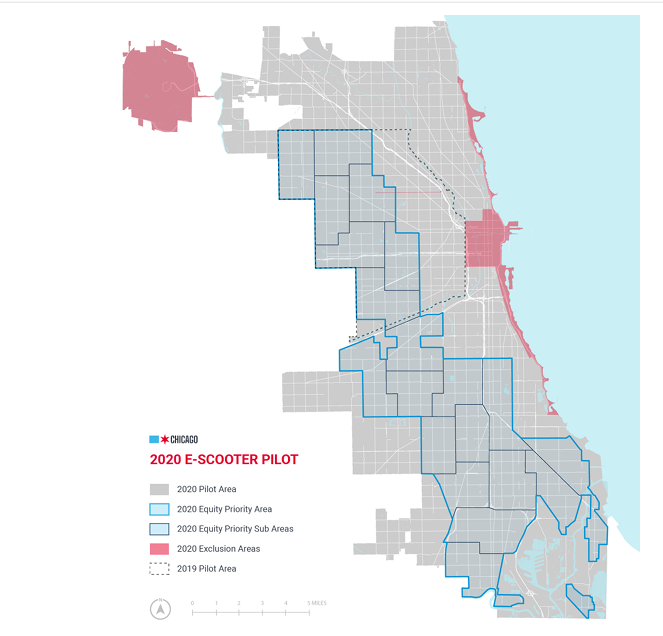 CHICAGO
2020 E-SCOOTER PILOT
2020 Pilot Area
2020 Equity Priority Area
2020 Equity Priority Sub Areas
2020 Exclusion Areas
2019 Pilot Area
0 1 2 3 4 5 MILES